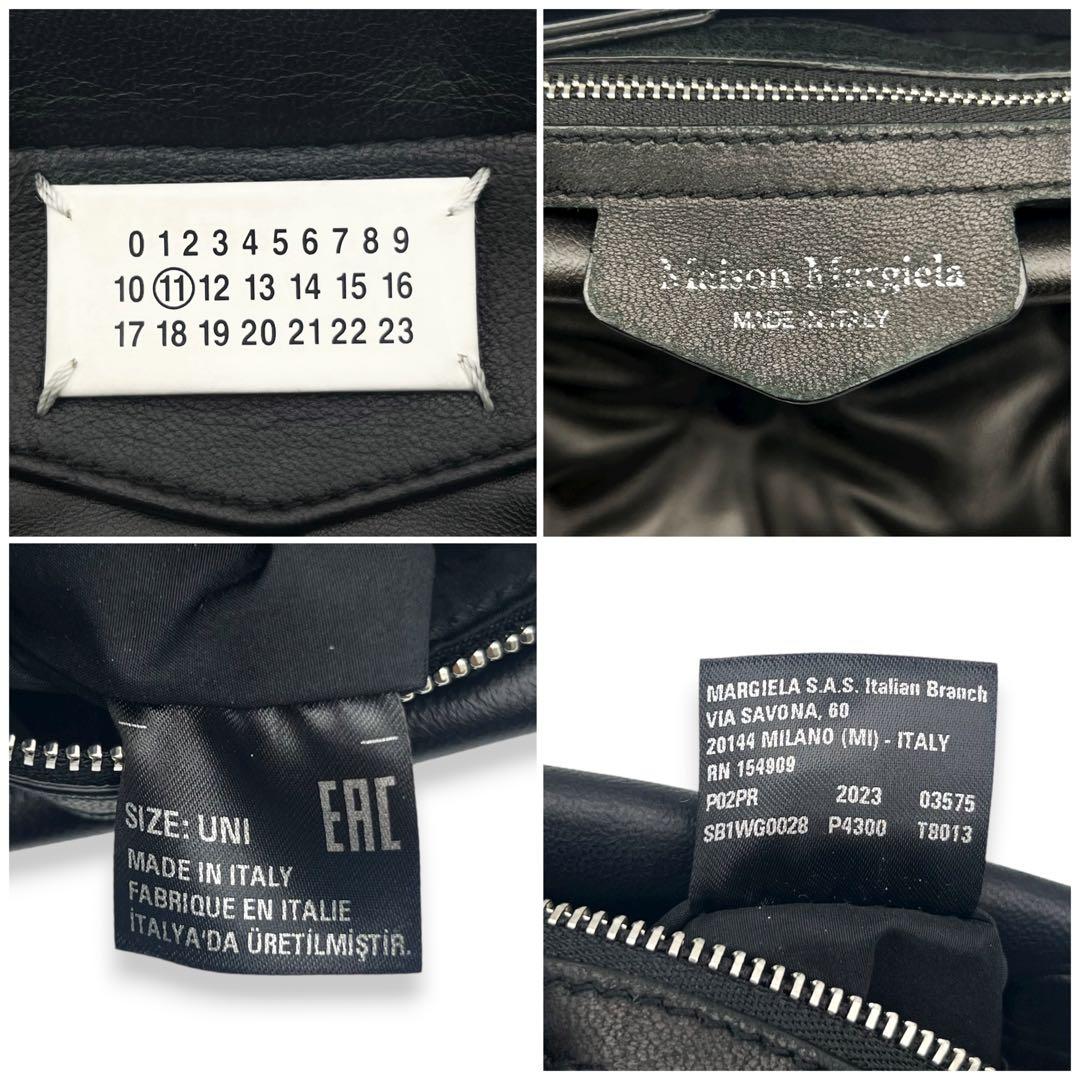 0 1 2 3 4 5 6 7 8 9
10 11 12 13 14 15 16
17 18 19 20 21 22 23
Maison Margiela
MADE IN ITALY
SIZE: UNI
EAC
MADE IN ITALY
FABRIQUE EN ITALIE
İTALYA'DA ÜRETİLMİŞTİR.
MARGIELA S.A.S. Italian Branch
VIA SAVONA, 60
20144 MILANO (MI) - ITALY
RN 154909
P02PR 2023 03575
SB1WG0028 P4300 T8013